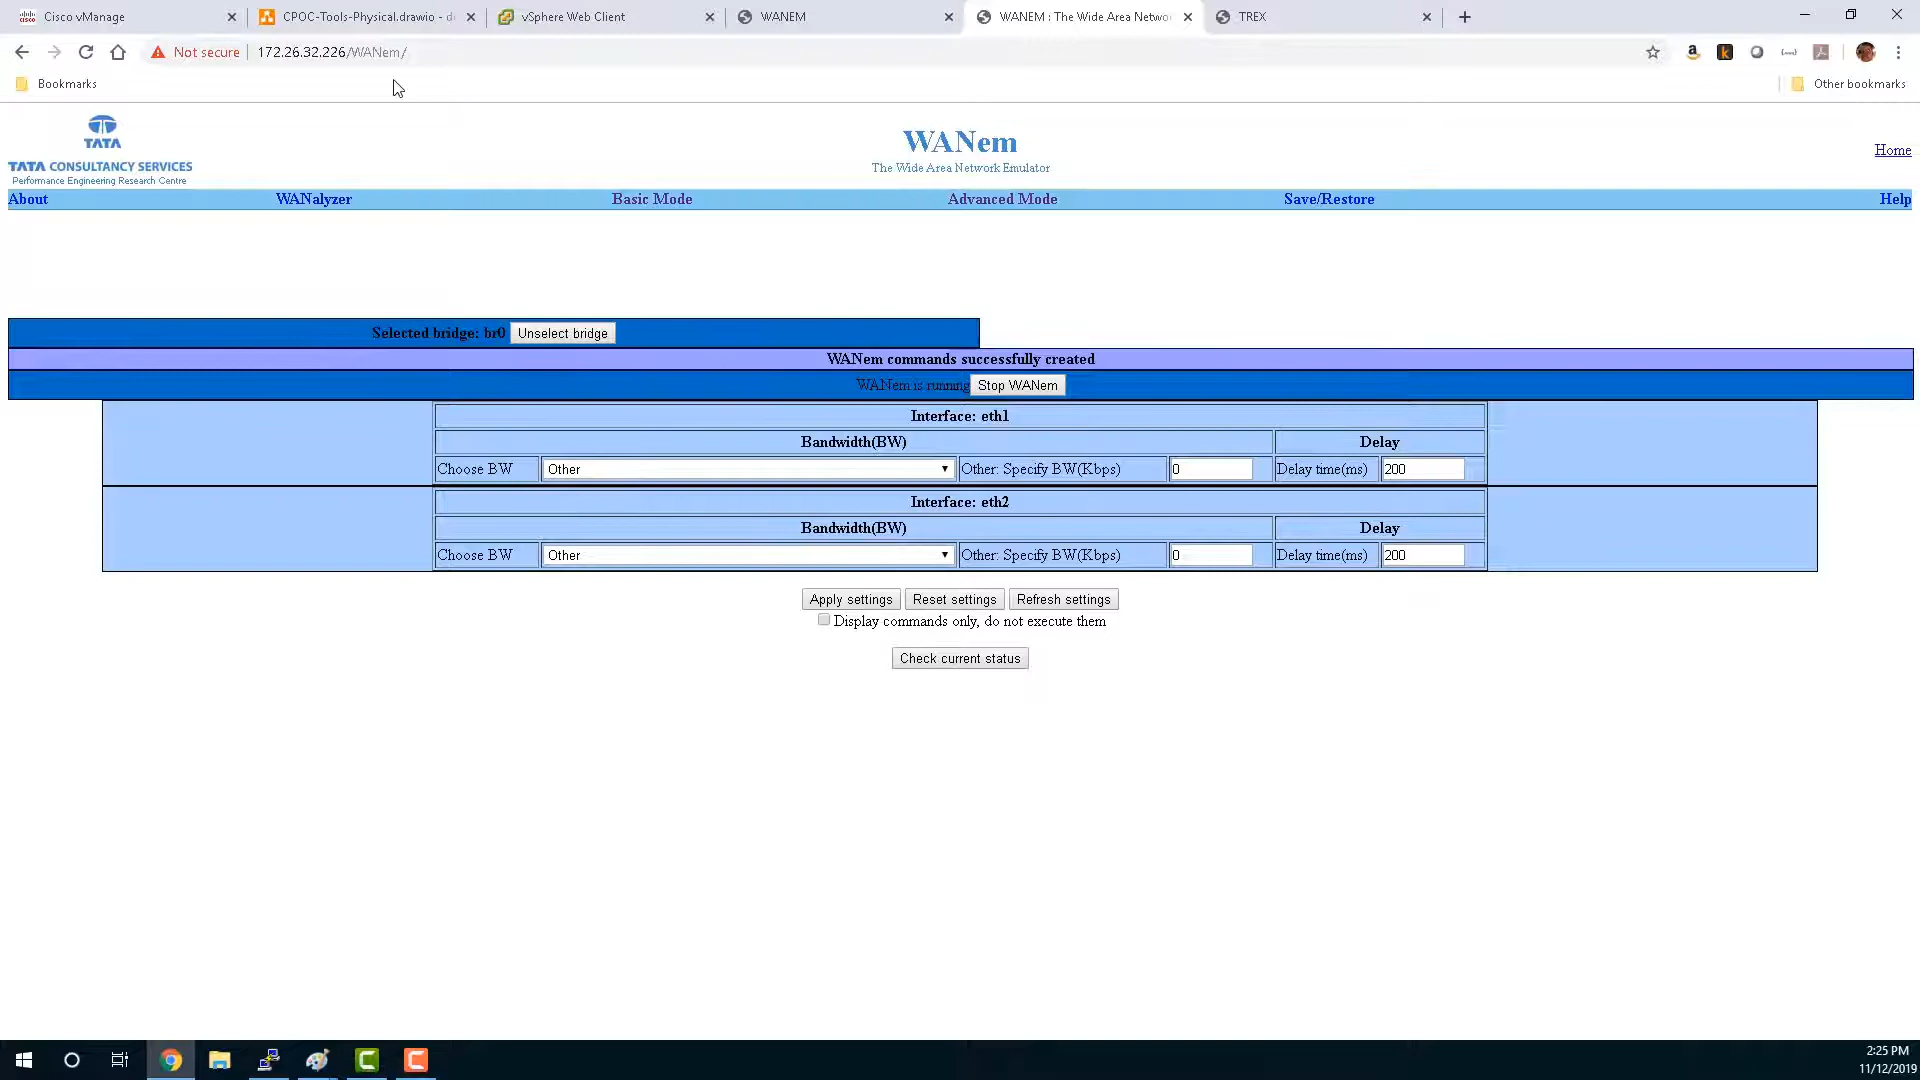 Cisco vManage
CPOC-Tools-Physical.drawio - d
vSphere Web Client
WANEM
WANEM : The Wide Area Netwo
TREX
Not secure
172.26.32.226/WANem/
Bookmarks
Other bookmarks
TATA
TATA CONSULTANCY SERVICES
Performance Engineering Research Centre
WANem
The Wide Area Network Emulator
Home
About
WANalyzer
Basic Mode
Advanced Mode
Save/Restore
Help
Selected bridge: br0 Unselect bridge
WANem commands successfully created
WANem is running Stop WANem
Interface: eth1
Bandwidth(BW) Delay
Choose BW Other Other: Specify BW(Kbps) 0 Delay time(ms) 200
Interface: eth2
Bandwidth(BW) Delay
Choose BW Other Other: Specify BW(Kbps) 0 Delay time(ms) 200
Apply settings Reset settings Refresh settings
Display commands only, do not execute them
Check current status
2:25 PM
11/12/2019